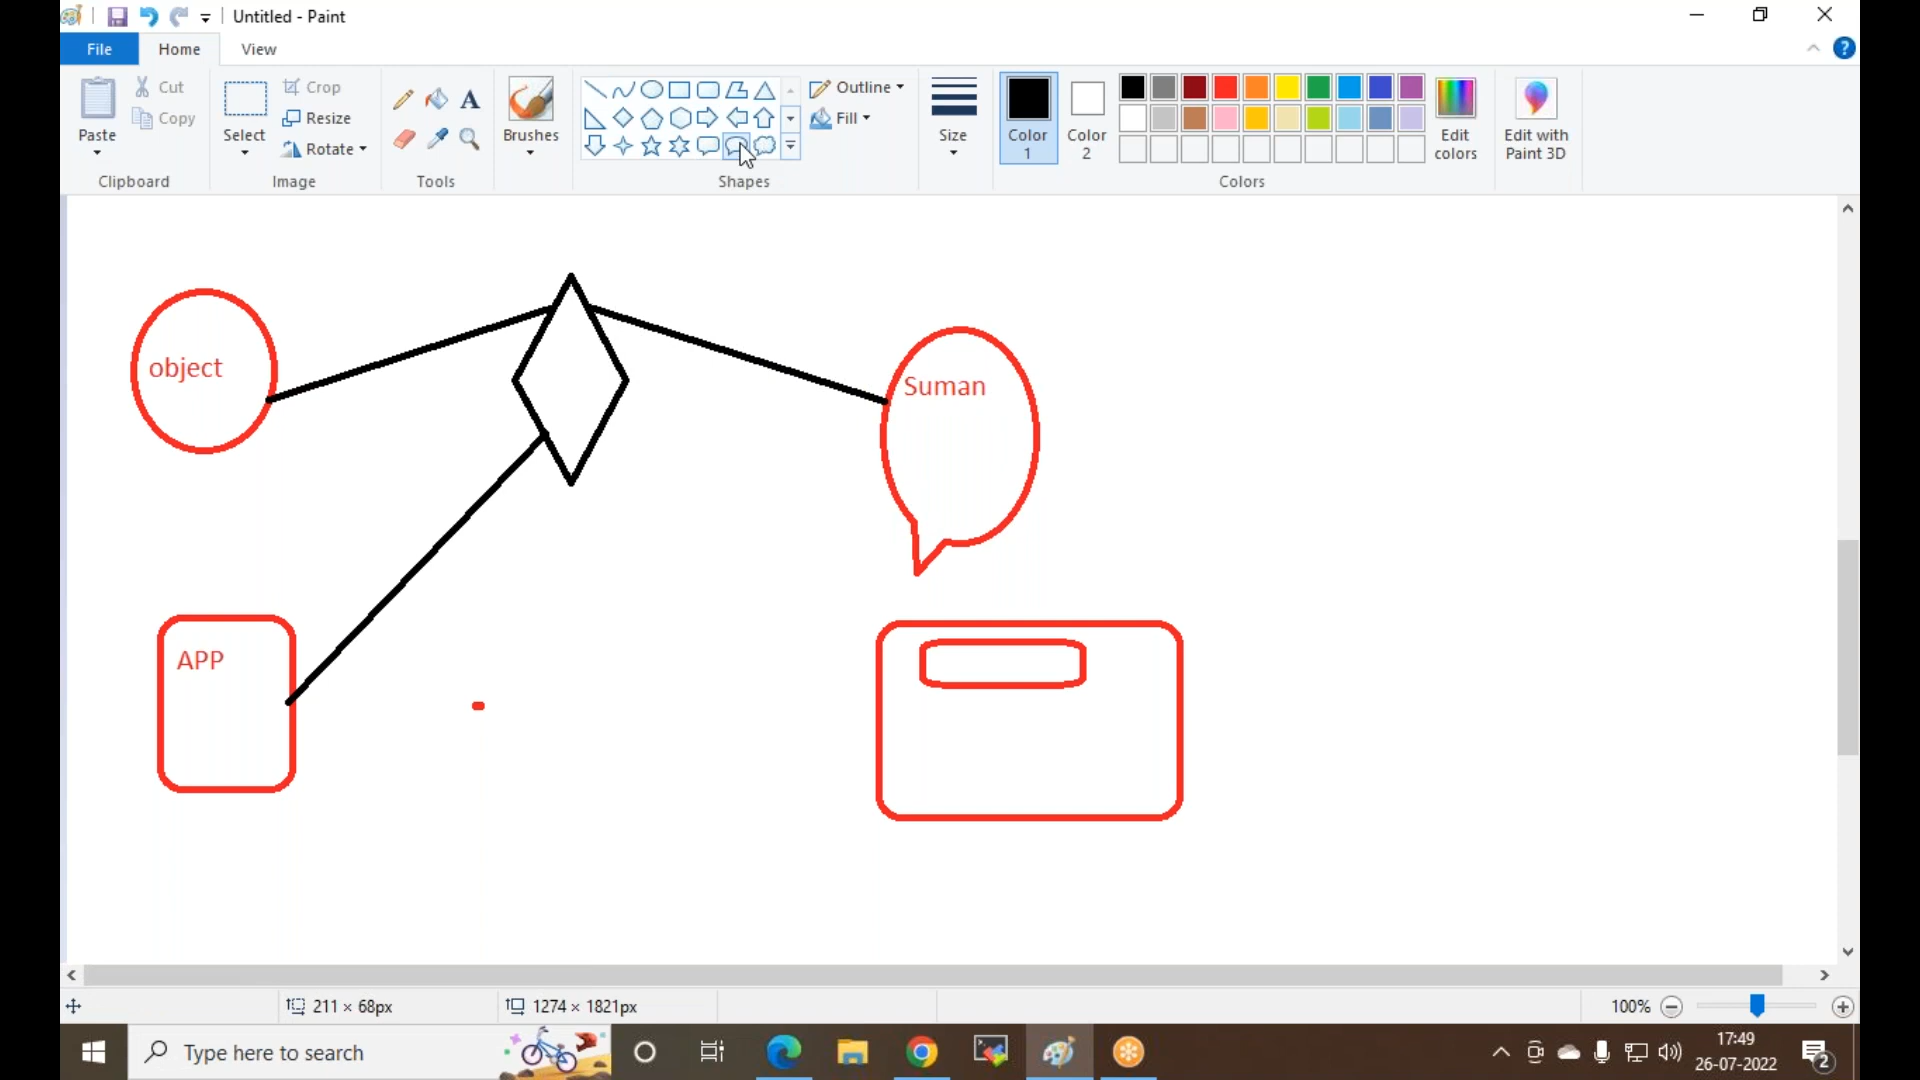 Untitled - Paint
File Home View
Paste
Cut
Copy
Clipboard
Select
Crop
Resize
Rotate
Image
A
Tools
Brushes
Shapes
Outline
Fill
Size
Color 1
Color 2
Edit colors
Colors
Edit with Paint 3D
object
Suman
APP
211 × 68px
1274 × 1821px
100%
Type here to search
17:49
26-07-2022
2